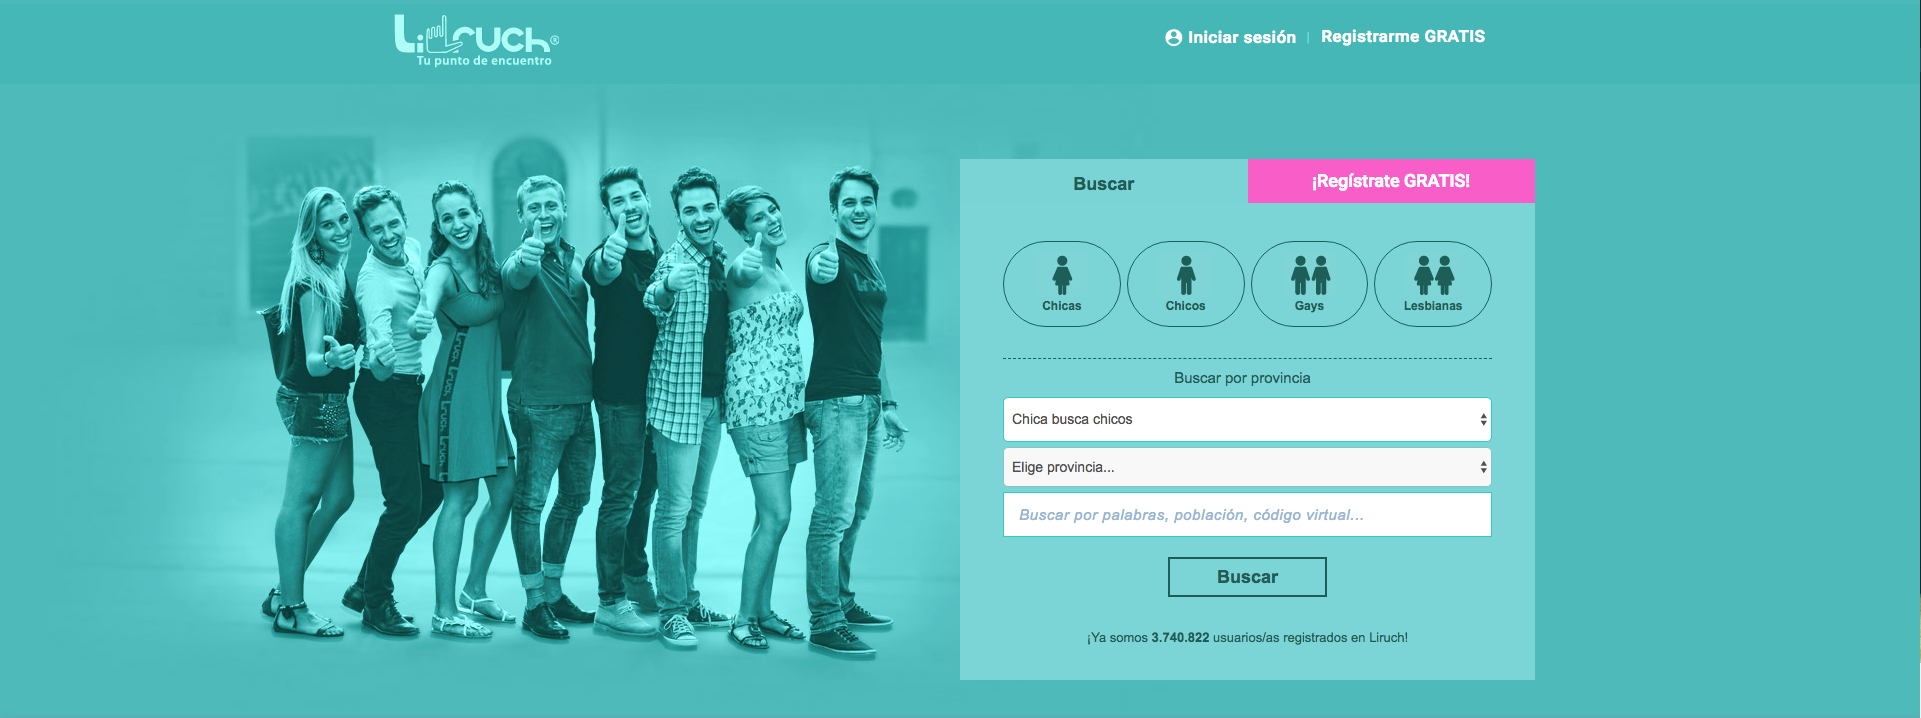 Liruch®
Tu punto de encuentro
Iniciar sesión | Registrarme GRATIS
Buscar
¡Regístrate GRATIS!
Chicas
Chicos
Gays
Lesbianas
Buscar por provincia
Chica busca chicos
Elige provincia...
Buscar por palabras, población, código virtual...
Buscar
¡Ya somos 3.740.822 usuarios/as registrados en Liruch!